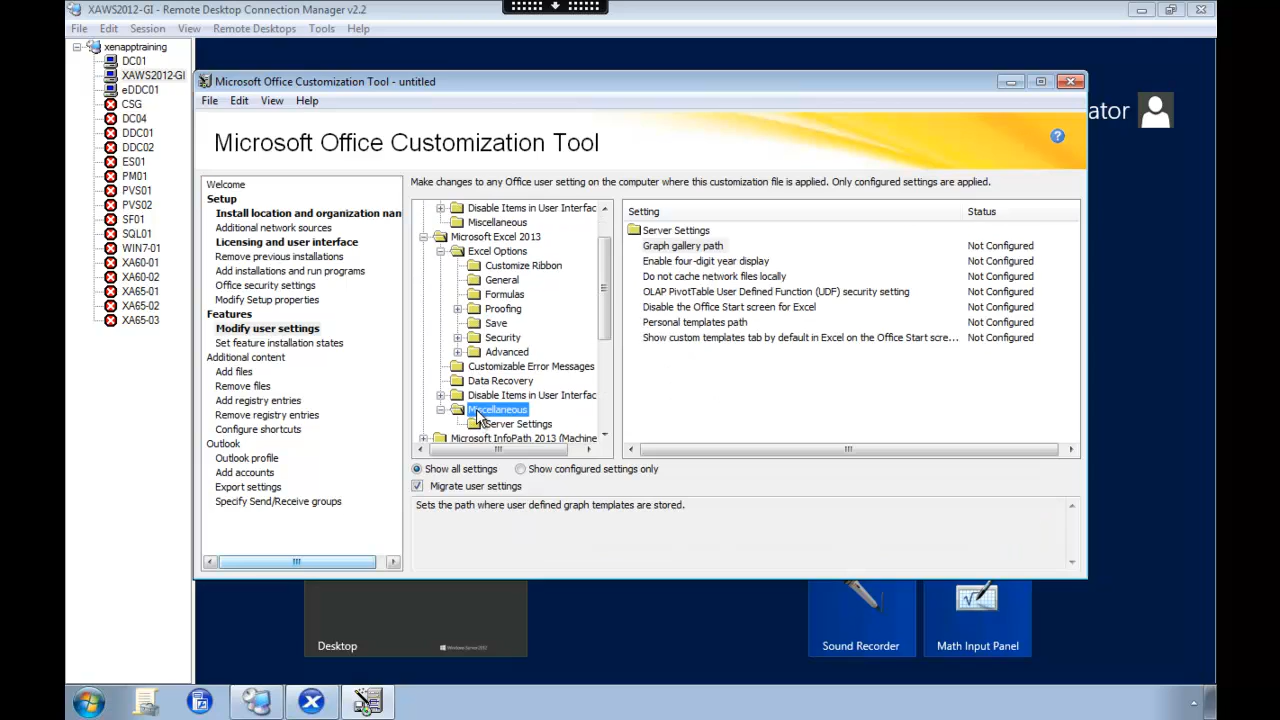 XAWS2012-GI - Remote Desktop Connection Manager v2.2
File Edit Session View Remote Desktops Tools Help
xenapptraining
DC01
XAWS2012-GI
eDDC01
CSG
DC04
DDC01
DDC02
ES01
PM01
PVS01
PVS02
SF01
SQL01
WIN7-01
XA60-01
XA60-02
XA65-01
XA65-02
XA65-03
ator
Microsoft Office Customization Tool - untitled
File Edit View Help
Microsoft Office Customization Tool
Welcome
Setup
Install location and organization nan
Additional network sources
Licensing and user interface
Remove previous installations
Add installations and run programs
Office security settings
Modify Setup properties
Features
Modify user settings
Set feature installation states
Additional content
Add files
Remove files
Add registry entries
Remove registry entries
Configure shortcuts
Outlook
Outlook profile
Add accounts
Export settings
Specify Send/Receive groups
Make changes to any Office user setting on the computer where this customization file is applied. Only configured settings are applied.
Disable Items in User Interfac
Miscellaneous
Microsoft Excel 2013
Excel Options
Customize Ribbon
General
Formulas
Proofing
Save
Security
Advanced
Customizable Error Messages
Data Recovery
Disable Items in User Interfac
Miscellaneous
Server Settings
Microsoft InfoPath 2013 (Machine
Setting Status
Server Settings
Graph gallery path Not Configured
Enable four-digit year display Not Configured
Do not cache network files locally Not Configured
OLAP PivotTable User Defined Function (UDF) security setting Not Configured
Disable the Office Start screen for Excel Not Configured
Personal templates path Not Configured
Show custom templates tab by default in Excel on the Office Start scre... Not Configured
Show all settings Show configured settings only
Migrate user settings
Sets the path where user defined graph templates are stored.
Desktop
Windows Server 2012
Sound Recorder
Math Input Panel